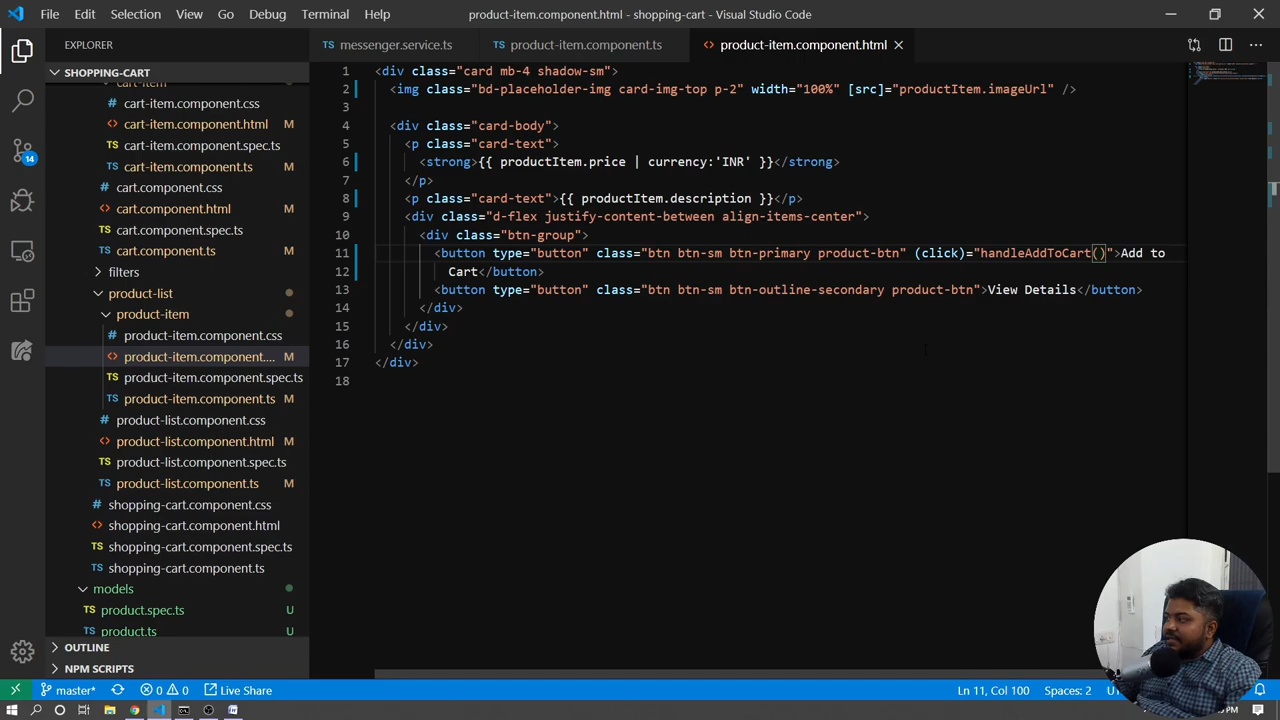 File Edit Selection View Go Debug Terminal Help
product-item.component.html - shopping-cart - Visual Studio Code
EXPLORER
messenger.service.ts
product-item.component.ts
product-item.component.html
SHOPPING-CART
cart-item.component.css
cart-item.component.html M
cart-item.component.spec.ts
cart-item.component.ts M
cart.component.css
cart.component.html M
cart.component.spec.ts
cart.component.ts M
filters
product-list
product-item
product-item.component.css
product-item.component.... M
product-item.component.spec.ts
product-item.component.ts M
product-list.component.css
product-list.component.html M
product-list.component.spec.ts
product-list.component.ts M
shopping-cart.component.css
shopping-cart.component.html
shopping-cart.component.spec.ts
shopping-cart.component.ts
models
product.spec.ts U
product.ts U
OUTLINE
NPM SCRIPTS
14
1 <div class="card mb-4 shadow-sm">
2 <img class="bd-placeholder-img card-img-top p-2" width="100%" [src]="productItem.imageUrl" />
3
4 <div class="card-body">
5 <p class="card-text">
6 <strong>{{ productItem.price | currency:'INR' }}</strong>
7 </p>
8 <p class="card-text">{{ productItem.description }}</p>
9 <div class="d-flex justify-content-between align-items-center">
10 <div class="btn-group">
11 <button type="button" class="btn btn-sm btn-primary product-btn" (click)="handleAddToCart()">Add to
12 Cart</button>
13 <button type="button" class="btn btn-sm btn-outline-secondary product-btn">View Details</button>
14 </div>
15 </div>
16 </div>
17 </div>
18
master* 0 0 Live Share
Ln 11, Col 100 Spaces: 2